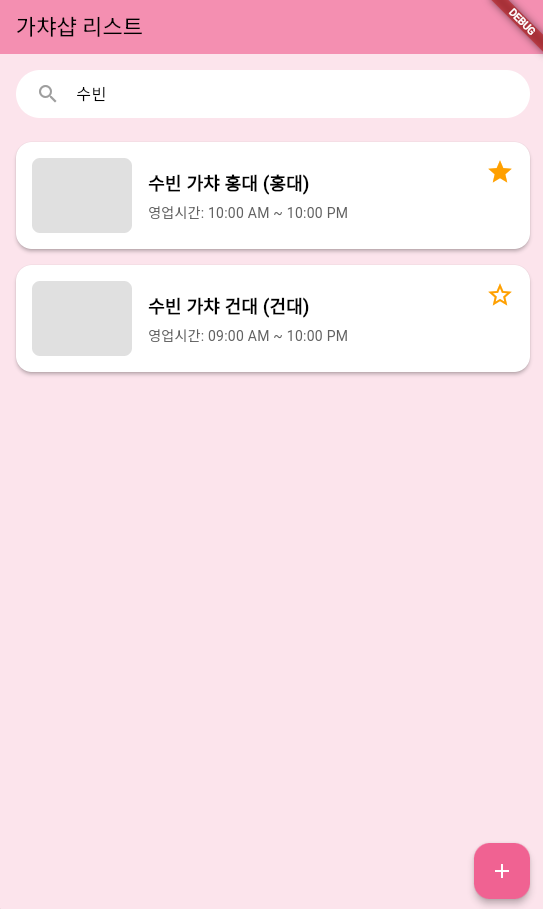 가챠샵 리스트
DEBUG
수빈
수빈 가챠 홍대 (홍대)
영업시간: 10:00 AM ~ 10:00 PM
수빈 가챠 건대 (건대)
영업시간: 09:00 AM ~ 10:00 PM